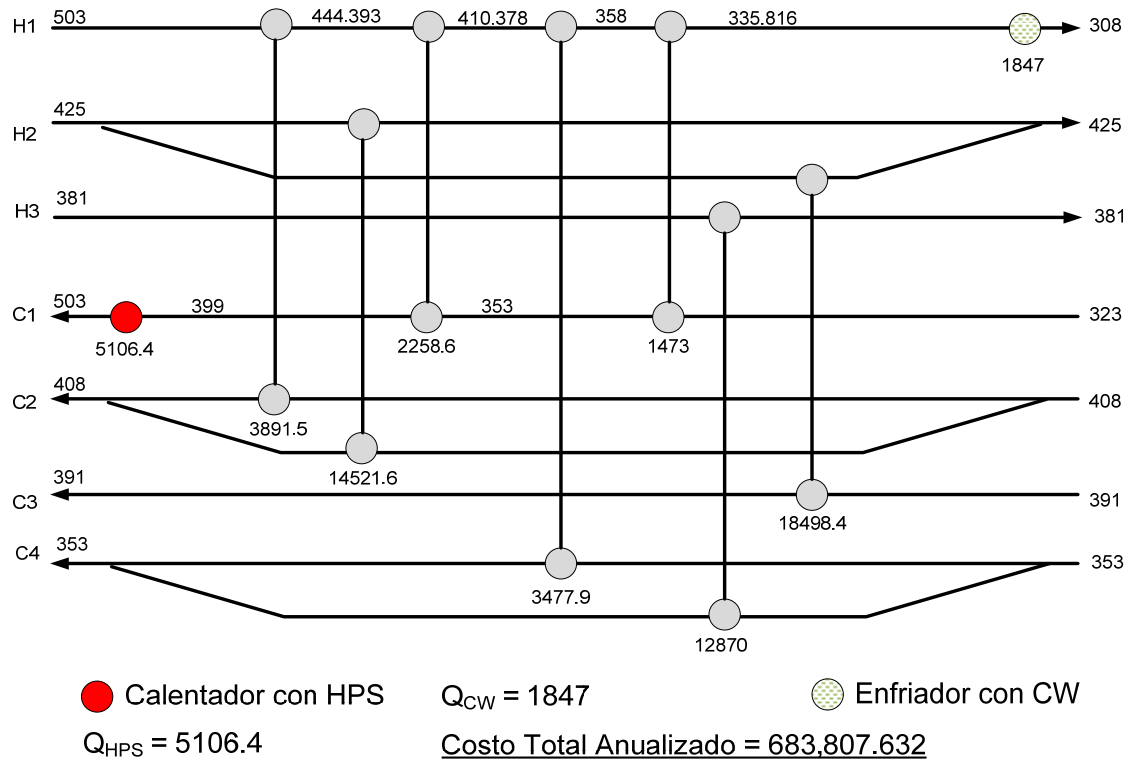 H1 503 444.393 410.378 358 335.816 308
1847
H2 425 425
H3 381 381
C1 503 399 353 323
5106.4 2258.6 1473
C2 408 408
3891.5
14521.6
C3 391 391
18498.4
C4 353 353
3477.9
12870
Calentador con HPS Q_CW = 1847 Enfriador con CW
Q_HPS = 5106.4 Costo Total Anualizado = 683,807.632